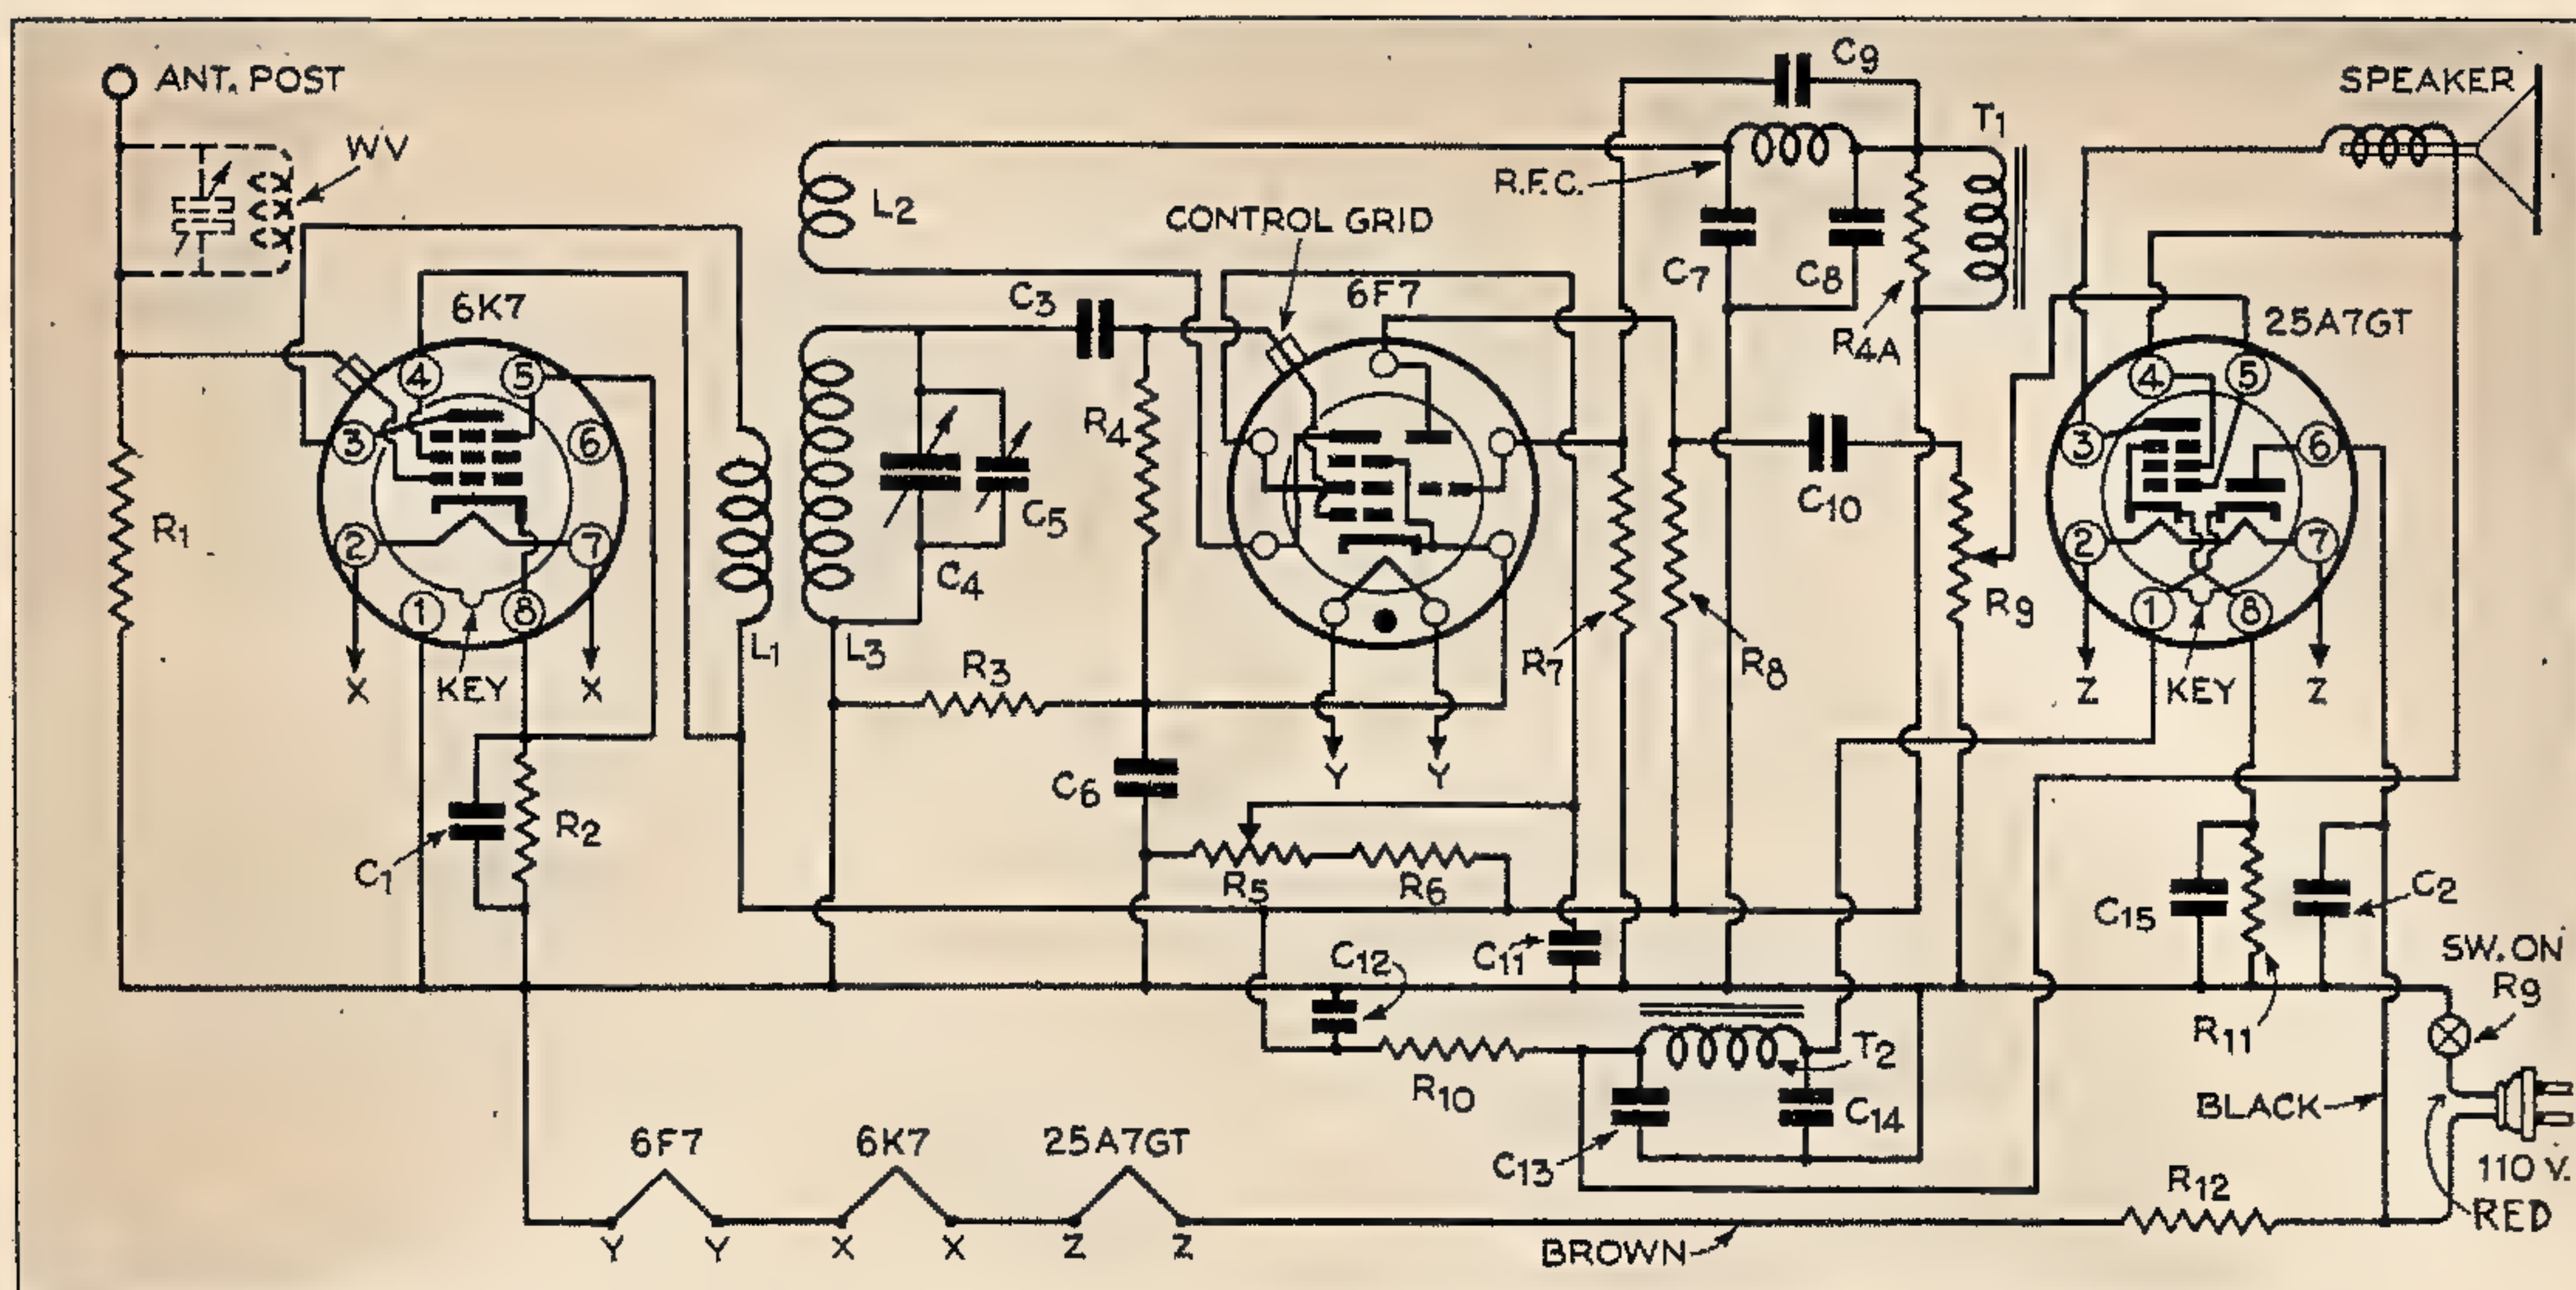 ANT. POST
WV
C9
T1
SPEAKER
R.F.C.
L2
CONTROL GRID
C7
C8
R4A
6K7
C3
6F7
25A7GT
4 5
3 6
2 7
1 8
4 5
3 6
2 7
1 8
R4
C5
C4
C10
R1
R9
X
KEY
X
L1
L3
R3
R7
R8
Z
KEY
Z
Y
Y
C6
C1
R2
R5
R6
C15
C2
C12
C11
SW. ON
R9
R11
T2
R10
C14
BLACK
6F7
6K7
25A7GT
C13
110 V.
R12
RED
Y
Y
X
X
Z
Z
BROWN